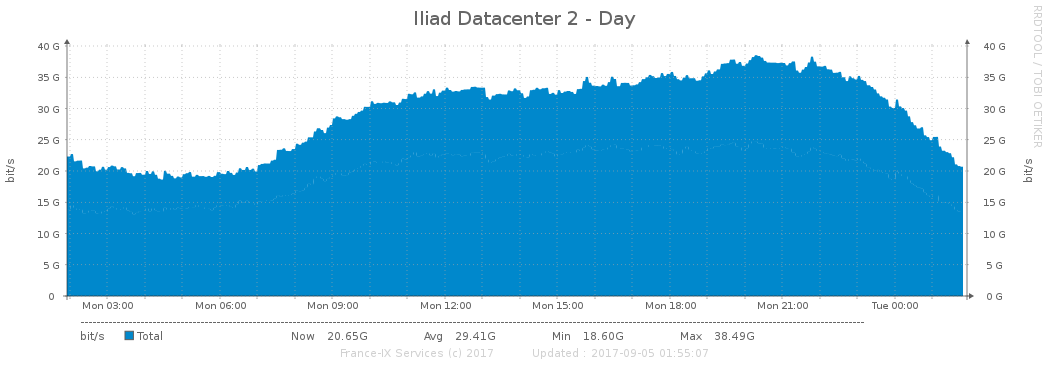 Iliad Datacenter 2 - Day
RRDTOOL / TOBI OETIKER
40 G 40 G
35 G 35 G
30 G 30 G
25 G 25 G
20 G 20 G
15 G 15 G
10 G 10 G
5 G 5 G
0 0 G
bit/s bit/s
Mon 03:00 Mon 06:00 Mon 09:00 Mon 12:00 Mon 15:00 Mon 18:00 Mon 21:00 Tue 00:00
bit/s Total Now 20.65G Avg 29.41G Min 18.60G Max 38.49G
France-IX Services (c) 2017 Updated : 2017-09-05 01:55:07